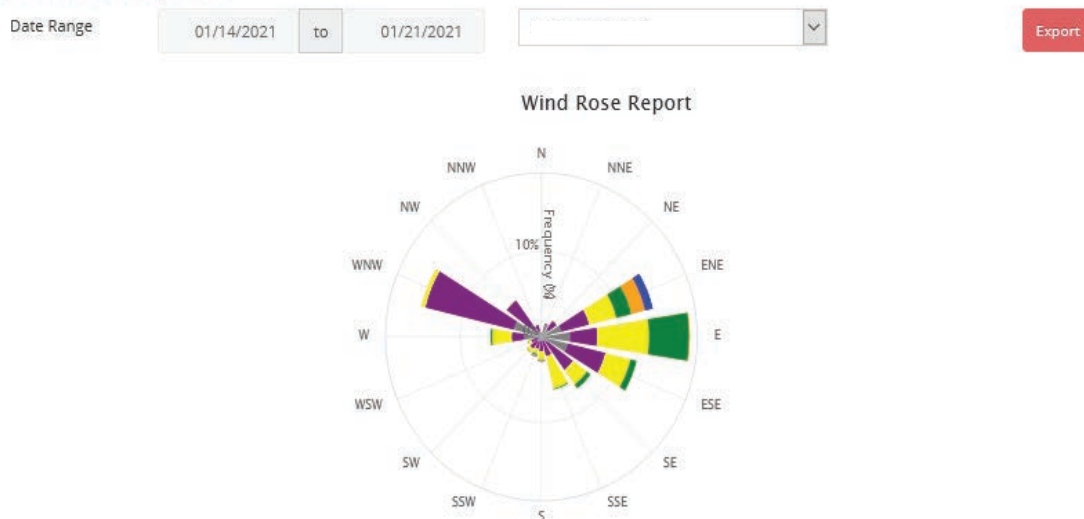 Date Range
01/14/2021 to 01/21/2021
Export
Wind Rose Report
N
NNW NNE
NW NE
Frequency (%)
10%
WNW ENE
W E
WSW ESE
SW SE
SSW SSE
S